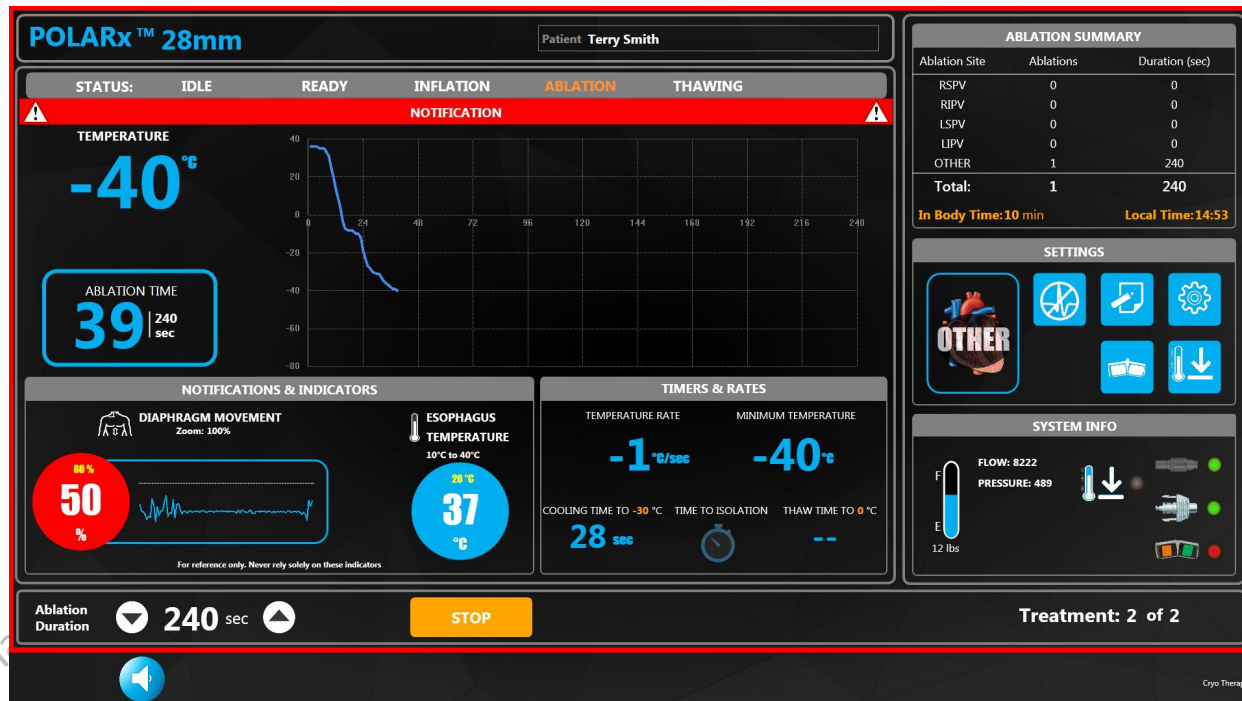 POLARx™ 28mm
Patient Terry Smith
STATUS: IDLE READY INFLATION ABLATION THAWING
NOTIFICATION
TEMPERATURE
-40 °C
ABLATION TIME
39 240 sec
40
20
0
0 24 48 72 96 120 144 168 192 216 240
-20
-40
-60
-80
NOTIFICATIONS & INDICATORS
DIAPHRAGM MOVEMENT
Zoom: 100%
80 %
50
%
ESOPHAGUS
TEMPERATURE
10°C to 40°C
20 °C
37
°C
For reference only. Never rely solely on these indicators
TIMERS & RATES
TEMPERATURE RATE MINIMUM TEMPERATURE
-1 °C/sec -40 °C
COOLING TIME TO -30 °C TIME TO ISOLATION THAW TIME TO 0 °C
28 sec --
ABLATION SUMMARY
Ablation Site Ablations Duration (sec)
RSPV 0 0
RIPV 0 0
LSPV 0 0
LIPV 0 0
OTHER 1 240
Total: 1 240
In Body Time:10 min Local Time:14:53
SETTINGS
OTHER
SYSTEM INFO
F
E
12 lbs
FLOW: 8222
PRESSURE: 489
Ablation
Duration
240 sec
STOP
Treatment: 2 of 2